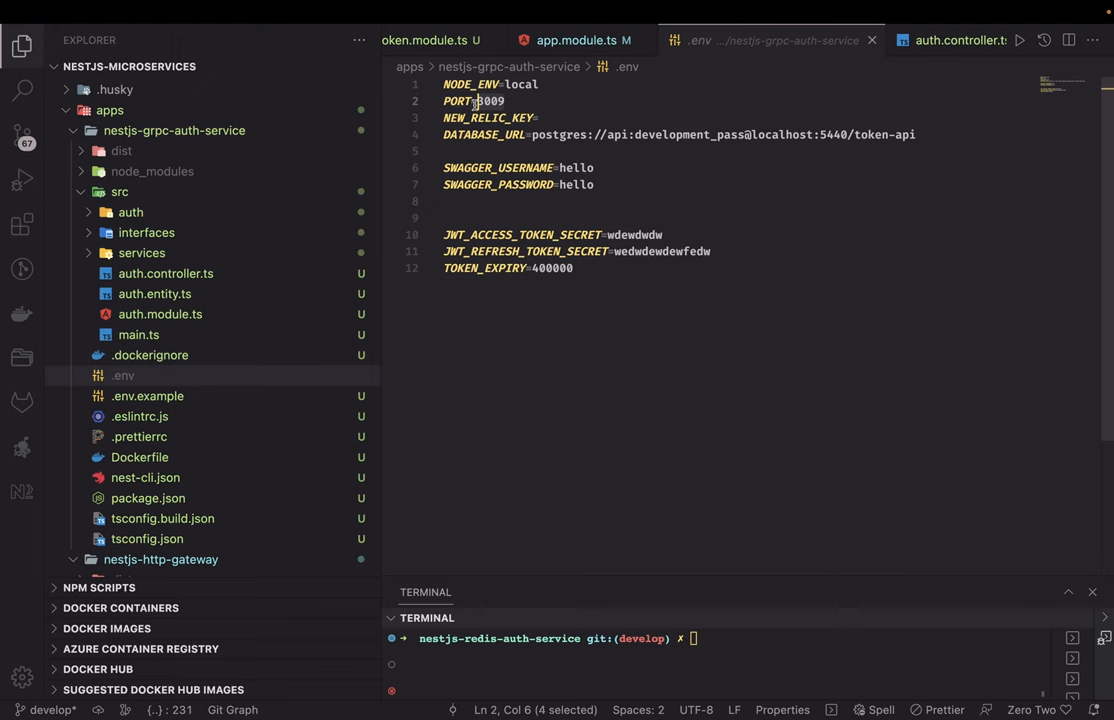 EXPLORER
NESTJS-MICROSERVICES
.husky
apps
nestjs-grpc-auth-service
dist
node_modules
src
auth
interfaces
services
auth.controller.ts U
auth.entity.ts U
auth.module.ts U
main.ts U
.dockerignore U
.env
.env.example U
.eslintrc.js U
.prettierrc U
Dockerfile U
nest-cli.json U
package.json U
tsconfig.build.json U
tsconfig.json U
nestjs-http-gateway
NPM SCRIPTS
DOCKER CONTAINERS
DOCKER IMAGES
AZURE CONTAINER REGISTRY
DOCKER HUB
SUGGESTED DOCKER HUB IMAGES
67
oken.module.ts U
app.module.ts M
.env .../nestjs-grpc-auth-service
auth.controller.ts
apps > nestjs-grpc-auth-service > .env
1 NODE_ENV=local
2 PORT=3009
3 NEW_RELIC_KEY=
4 DATABASE_URL=postgres://api:development_pass@localhost:5440/token-api
5
6 SWAGGER_USERNAME=hello
7 SWAGGER_PASSWORD=hello
8
9
10 JWT_ACCESS_TOKEN_SECRET=wdewdwdw
11 JWT_REFRESH_TOKEN_SECRET=wedwdewdewfedw
12 TOKEN_EXPIRY=400000
TERMINAL
TERMINAL
nestjs-redis-auth-service git:(develop) ✗
develop* {..} : 231 Git Graph Ln 2, Col 6 (4 selected) Spaces: 2 UTF-8 LF Properties Spell Prettier Zero Two